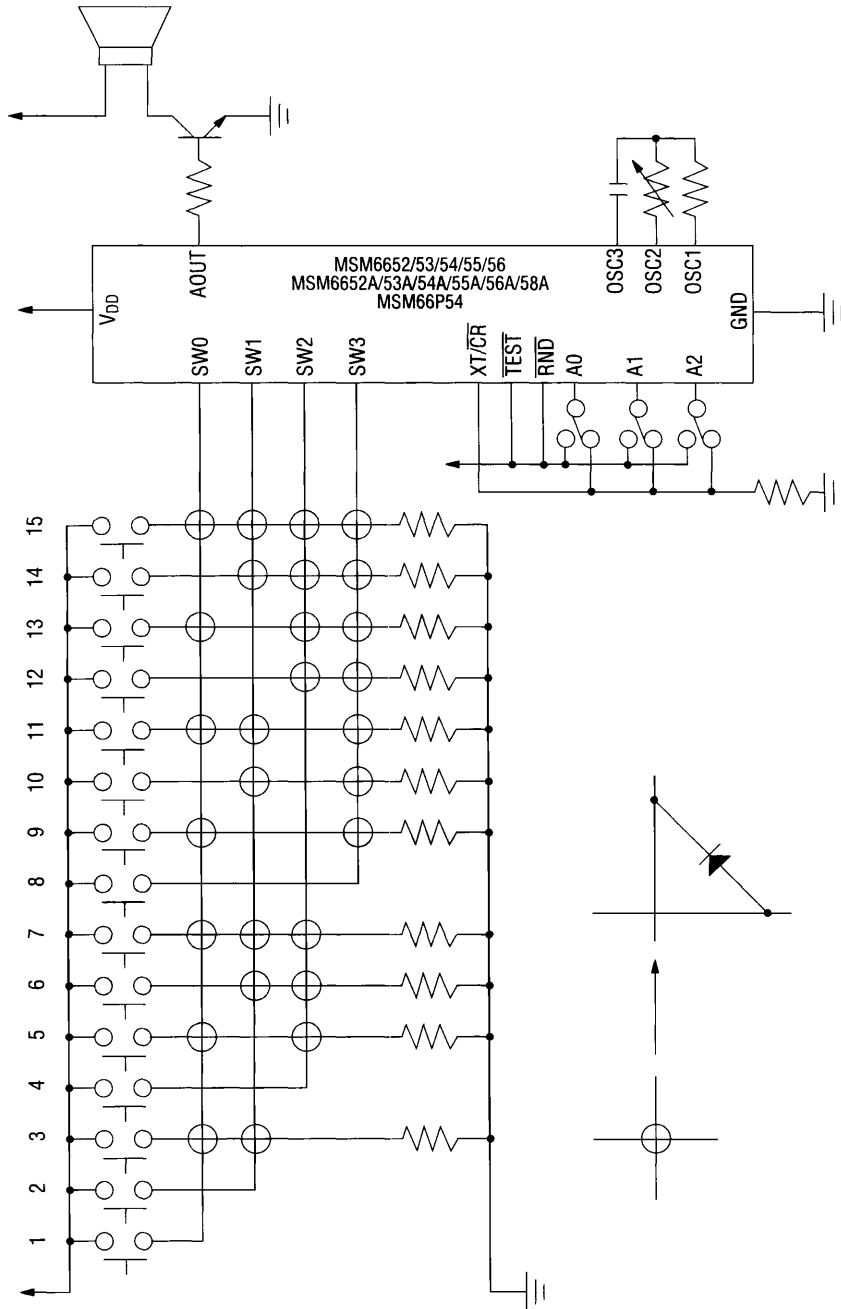 MSM6652/53/54/55/56
MSM6652A/53A/54A/55A/56A/58A
MSM66P54
VDD
AOUT
OSC3
OSC2
OSC1
GND
SW0
SW1
SW2
SW3
XT/CR
TEST
RND
A0
A1
A2
15
14
13
12
11
10
9
8
7
6
5
4
3
2
1